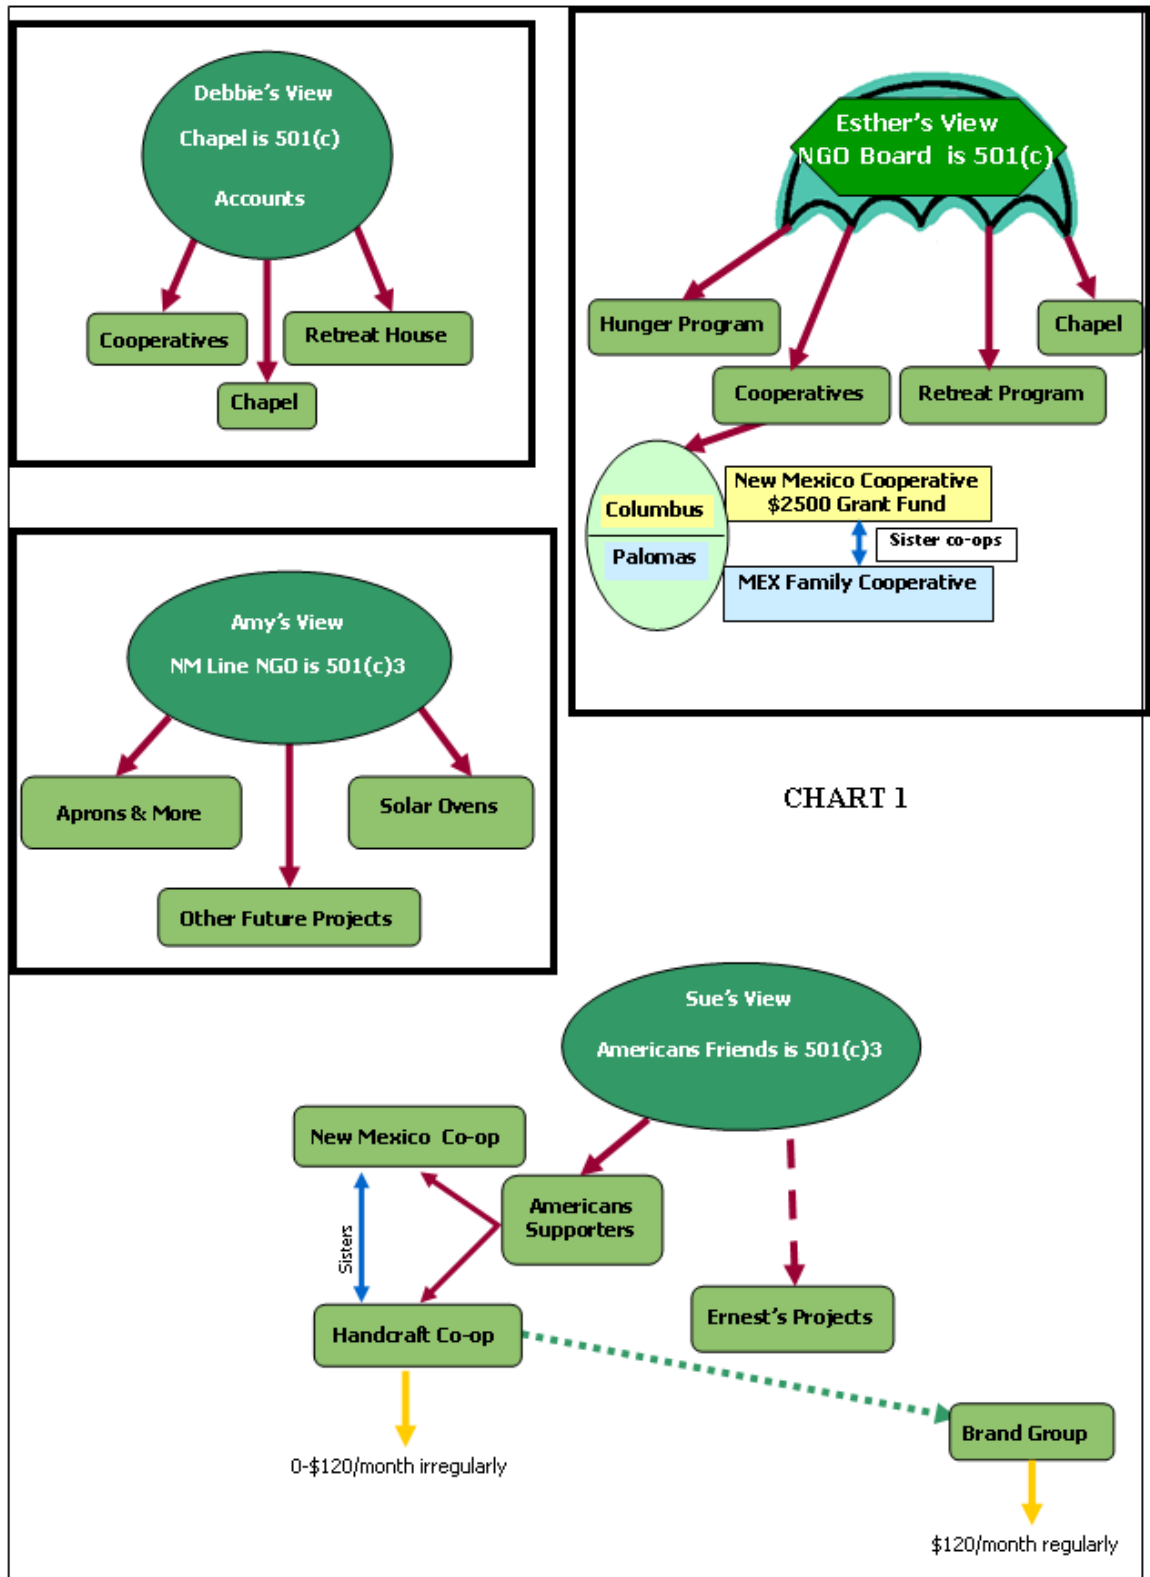 Debbie's View
Chapel is 501(c)
Accounts
Cooperatives
Retreat House
Chapel
Esther's View
NGO Board is 501(c)
Hunger Program
Chapel
Cooperatives
Retreat Program
Columbus
Palomas
New Mexico Cooperative
$2500 Grant Fund
Sister co-ops
MEX Family Cooperative
Amy's View
NM Line NGO is 501(c)3
Aprons & More
Solar Ovens
Other Future Projects
CHART 1
Sue's View
Americans Friends is 501(c)3
New Mexico Co-op
Americans
Supporters
Sisters
Handcraft Co-op
Ernest's Projects
Brand Group
0-$120/month irregularly
$120/month regularly